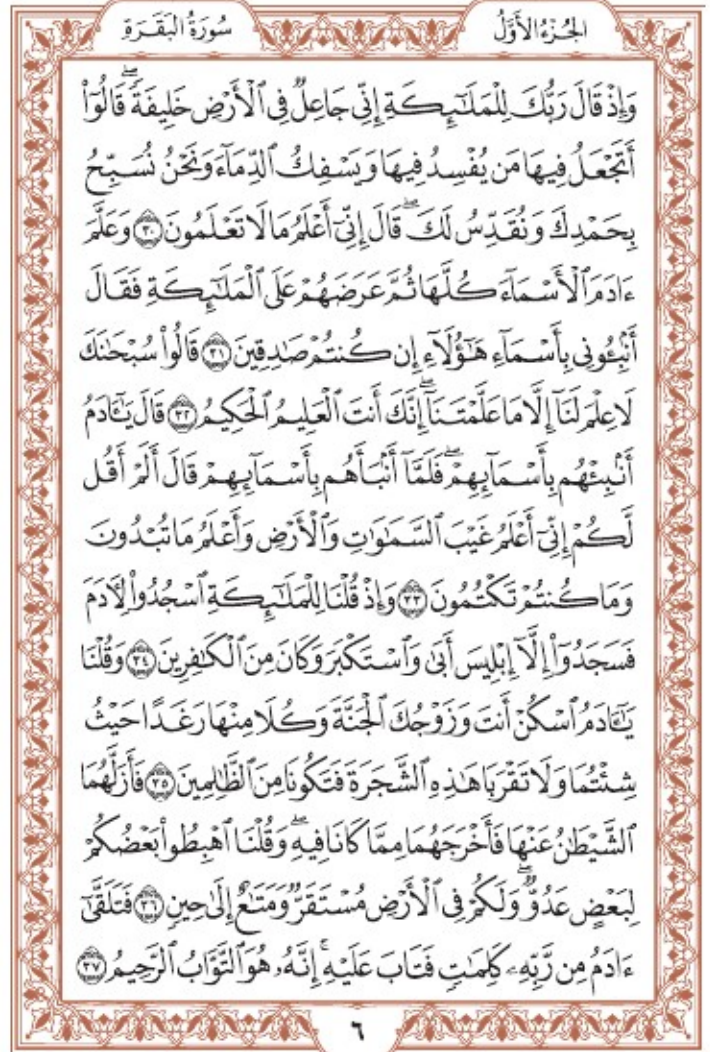 الجُزْءُ الأَوَّلُ
سُورَةُ البَقَرَةِ
وَإِذۡ قَالَ رَبُّكَ لِلۡمَلَٰٓئِكَةِ إِنِّي جَاعِلٞ فِي ٱلۡأَرۡضِ خَلِيفَةٗۖ قَالُوٓاْ
أَتَجۡعَلُ فِيهَا مَن يُفۡسِدُ فِيهَا وَيَسۡفِكُ ٱلدِّمَآءَ وَنَحۡنُ نُسَبِّحُ
بِحَمۡدِكَ وَنُقَدِّسُ لَكَۖ قَالَ إِنِّيٓ أَعۡلَمُ مَا لَا تَعۡلَمُونَ ٣٠ وَعَلَّمَ
ءَادَمَ ٱلۡأَسۡمَآءَ كُلَّهَا ثُمَّ عَرَضَهُمۡ عَلَى ٱلۡمَلَٰٓئِكَةِ فَقَالَ
أَنۢبِـُٔونِي بِأَسۡمَآءِ هَٰٓؤُلَآءِ إِن كُنتُمۡ صَٰدِقِينَ ٣١ قَالُواْ سُبۡحَٰنَكَ
لَا عِلۡمَ لَنَآ إِلَّا مَا عَلَّمۡتَنَآۖ إِنَّكَ أَنتَ ٱلۡعَلِيمُ ٱلۡحَكِيمُ ٣٢ قَالَ يَٰٓـَٔادَمُ
أَنۢبِئۡهُم بِأَسۡمَآئِهِمۡۖ فَلَمَّآ أَنۢبَأَهُم بِأَسۡمَآئِهِمۡ قَالَ أَلَمۡ أَقُل
لَّكُمۡ إِنِّيٓ أَعۡلَمُ غَيۡبَ ٱلسَّمَٰوَٰتِ وَٱلۡأَرۡضِ وَأَعۡلَمُ مَا تُبۡدُونَ
وَمَا كُنتُمۡ تَكۡتُمُونَ ٣٣ وَإِذۡ قُلۡنَا لِلۡمَلَٰٓئِكَةِ ٱسۡجُدُواْ لِأٓدَمَ
فَسَجَدُوٓاْ إِلَّآ إِبۡلِيسَ أَبَىٰ وَٱسۡتَكۡبَرَ وَكَانَ مِنَ ٱلۡكَٰفِرِينَ ٣٤ وَقُلۡنَا
يَٰٓـَٔادَمُ ٱسۡكُنۡ أَنتَ وَزَوۡجُكَ ٱلۡجَنَّةَ وَكُلَا مِنۡهَا رَغَدًا حَيۡثُ
شِئۡتُمَا وَلَا تَقۡرَبَا هَٰذِهِ ٱلشَّجَرَةَ فَتَكُونَا مِنَ ٱلظَّٰلِمِينَ ٣٥ فَأَزَلَّهُمَا
ٱلشَّيۡطَٰنُ عَنۡهَا فَأَخۡرَجَهُمَا مِمَّا كَانَا فِيهِۖ وَقُلۡنَا ٱهۡبِطُواْ بَعۡضُكُمۡ
لِبَعۡضٍ عَدُوّٞۖ وَلَكُمۡ فِي ٱلۡأَرۡضِ مُسۡتَقَرّٞ وَمَتَٰعٌ إِلَىٰ حِينٖ ٣٦ فَتَلَقَّىٰٓ
ءَادَمُ مِن رَّبِّهِۦ كَلِمَٰتٖ فَتَابَ عَلَيۡهِۚ إِنَّهُۥ هُوَ ٱلتَّوَّابُ ٱلرَّحِيمُ ٣٧
٦